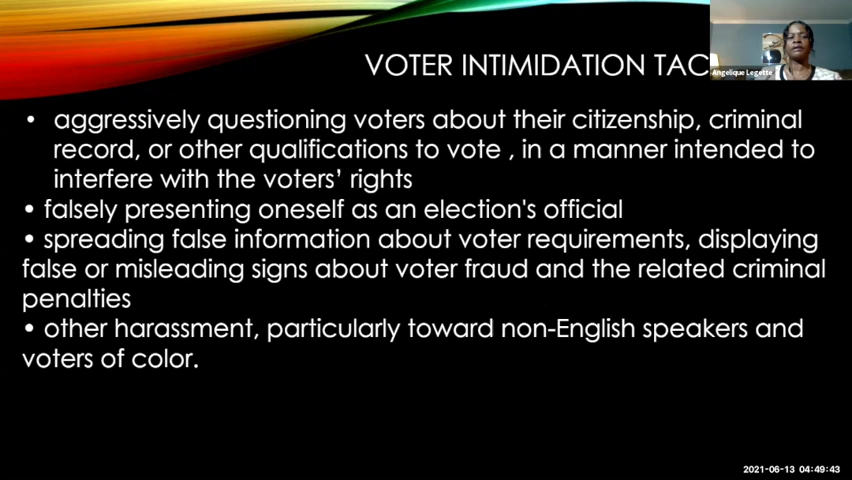 VOTER INTIMIDATION TAC
Angelique Legette
• aggressively questioning voters about their citizenship, criminal
record, or other qualifications to vote , in a manner intended to
interfere with the voters’ rights
• falsely presenting oneself as an election's official
• spreading false information about voter requirements, displaying
false or misleading signs about voter fraud and the related criminal
penalties
• other harassment, particularly toward non-English speakers and
voters of color.
2021-06-13 04:49:43